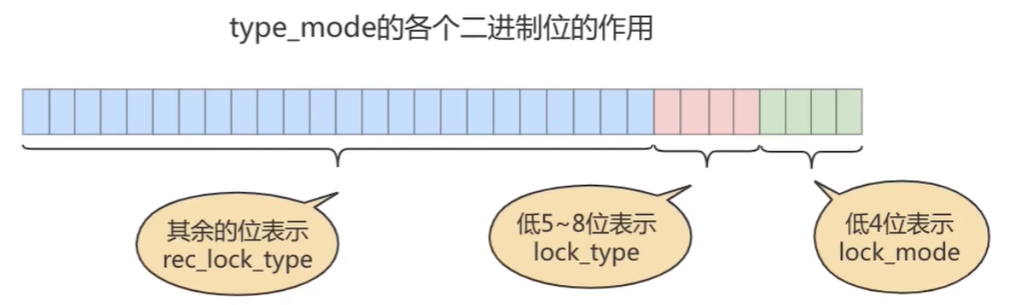 type_mode的各个二进制位的作用
其余的位表示
rec_lock_type
低5~8位表示
lock_type
低4位表示
lock_mode